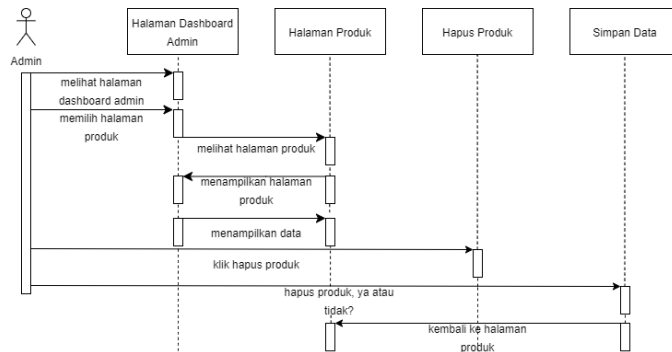 Halaman Dashboard
Admin
Halaman Produk
Hapus Produk
Simpan Data
Admin
melihat halaman
dashboard admin
memilih halaman
produk
melihat halaman produk
menampilkan halaman
produk
menampilkan data
klik hapus produk
hapus produk, ya atau
tidak?
kembali ke halaman
produk